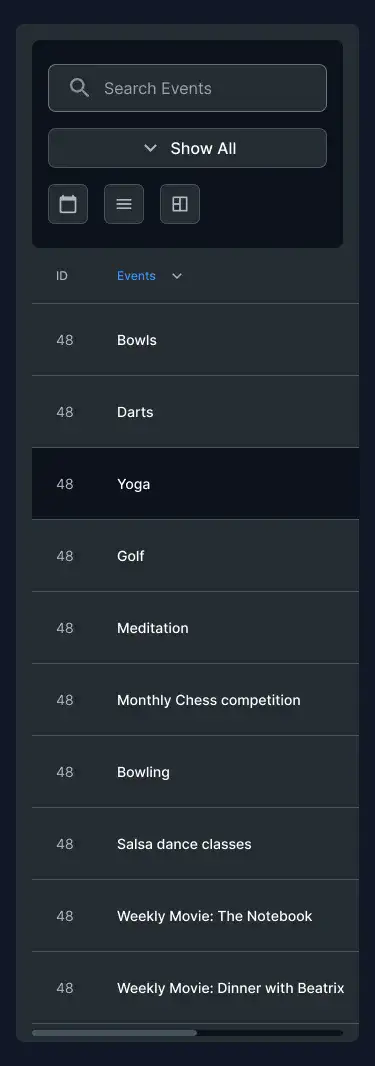 Search Events
Show All
ID Events
48 Bowls
48 Darts
48 Yoga
48 Golf
48 Meditation
48 Monthly Chess competition
48 Bowling
48 Salsa dance classes
48 Weekly Movie: The Notebook
48 Weekly Movie: Dinner with Beatrix